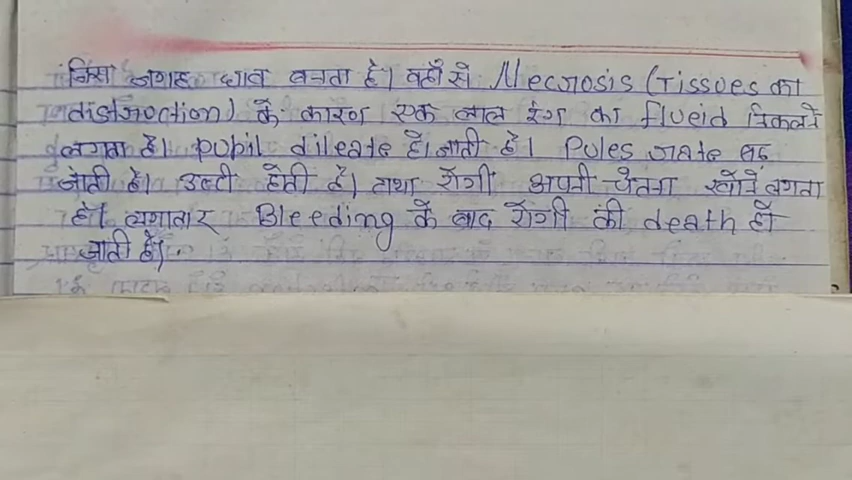 जिस जगह धाव बनता है। वहाँ से Necrosis (Tissues का
distruction) के कारण एक लाल रंग का flueid निकलने
लगता है। pupil dileate हो जाती है। Pules rate बढ़
जाती है। उल्टी होती है। तथा रोगी अपनी चेतना खोने लगता
है। लगातार Bleeding के बाद रोगी की death हो
जाती है।